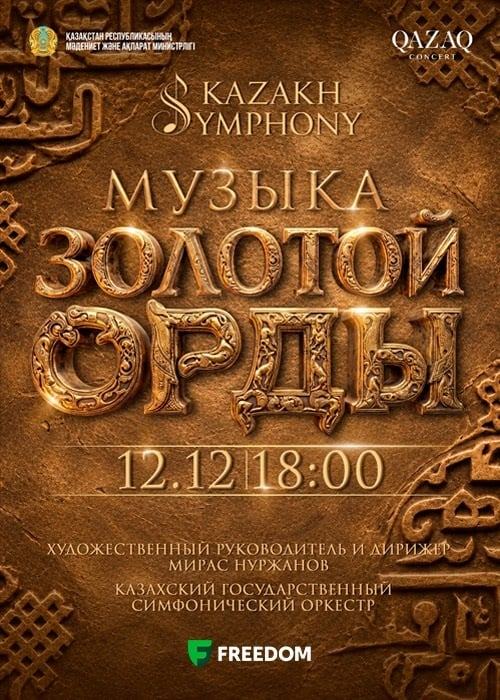 ҚАЗАҚСТАН РЕСПУБЛИКАСЫНЫҢ
МӘДЕНИЕТ ЖӘНЕ АҚПАРАТ МИНИСТРЛІГІ
QAZAQ
CONCERT
KAZAKH
SYMPHONY
МУЗЫКА
ЗОЛОТОЙ
ОРДЫ
12.12 | 18:00
ХУДОЖЕСТВЕННЫЙ РУКОВОДИТЕЛЬ И ДИРИЖЕР
МИРАС НУРЖАНОВ
КАЗАХСКИЙ ГОСУДАРСТВЕННЫЙ
СИМФОНИЧЕСКИЙ ОРКЕСТР
FREEDOM